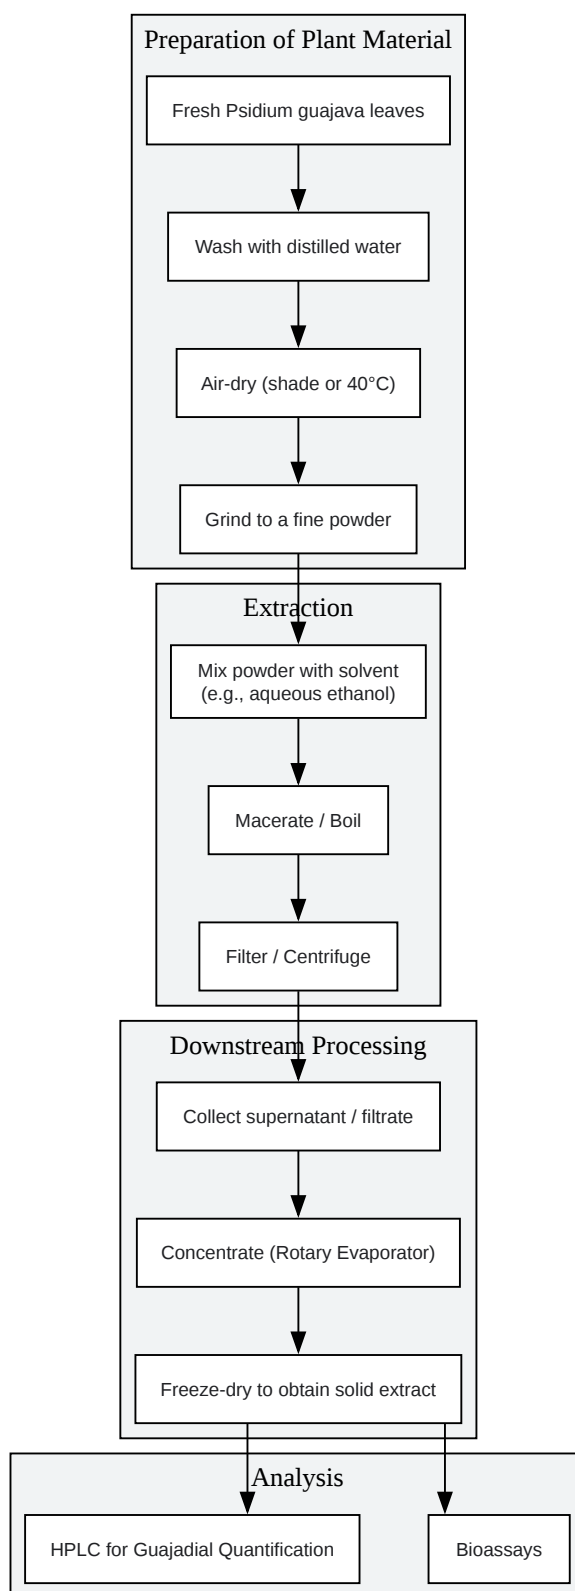 Preparation of Plant Material
Fresh Psidium guajava leaves
Wash with distilled water
Air-dry (shade or 40°C)
Grind to a fine powder
Extraction
Mix powder with solvent
(e.g., aqueous ethanol)
Macerate / Boil
Filter / Centrifuge
Downstream Processing
Collect supernatant / filtrate
Concentrate (Rotary Evaporator)
Freeze-dry to obtain solid extract
Analysis
HPLC for Guajadial Quantification
Bioassays